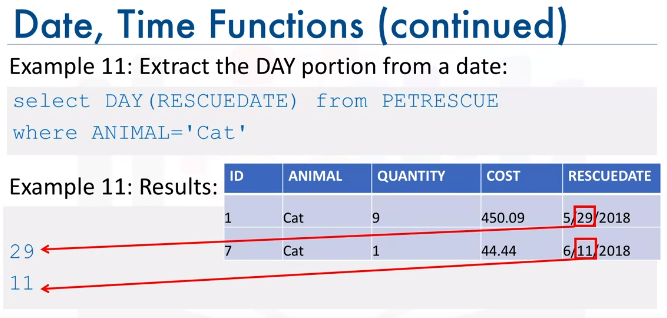 Date, Time Functions (continued)
Example 11: Extract the DAY portion from a date:
select DAY(RESCUEDATE) from PETRESCUE
where ANIMAL='Cat'
Example 11: Results:
ID ANIMAL QUANTITY COST RESCUEDATE
1 Cat 9 450.09 5/29/2018
7 Cat 1 44.44 6/11/2018
29
11